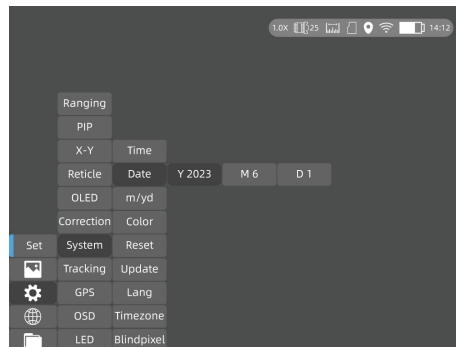 1.0X 25 14:12
Ranging
PIP
X-Y Time
Reticle Date Y 2023 M 6 D 1
OLED m/yd
Correction Color
Set System Reset
Tracking Update
GPS Lang
OSD Timezone
LED Blindpixel